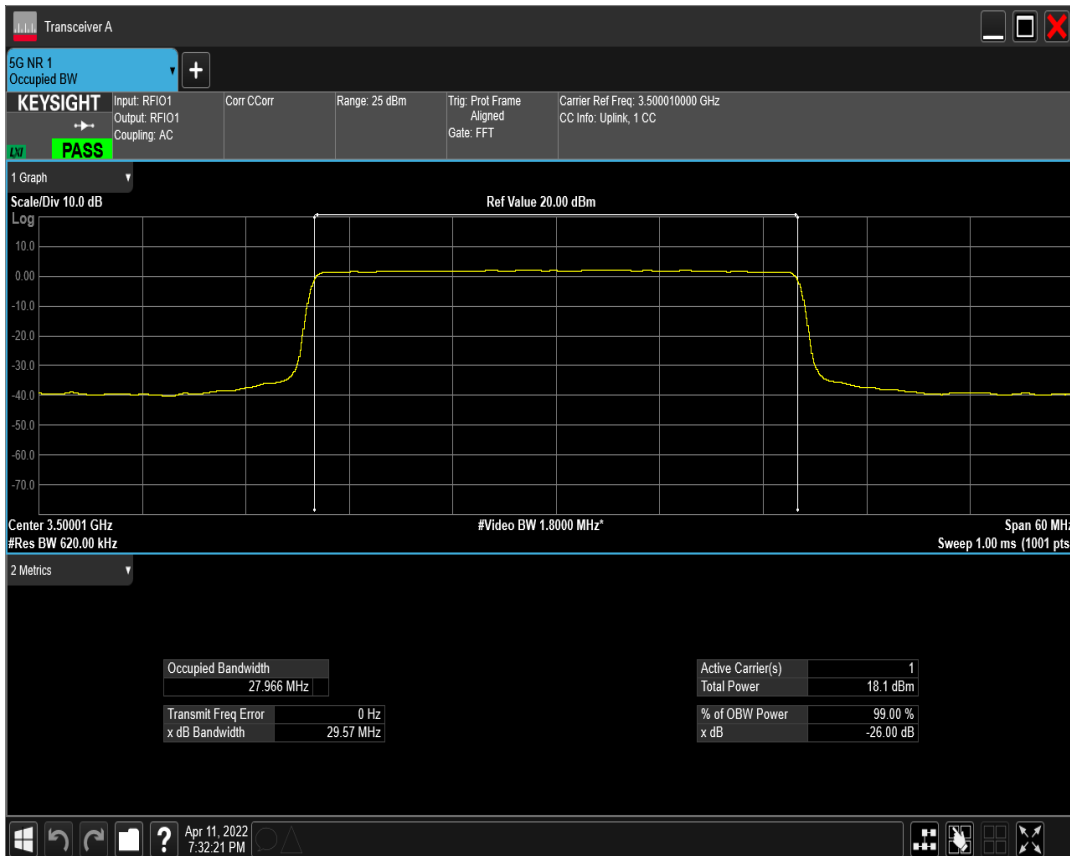 Transceiver A
5G NR 1
Occupied BW
+
KEYSIGHT
LXI
PASS
Input: RFIO1
Output: RFIO1
Coupling: AC
Corr CCorr
Range: 25 dBm
Trig: Prot Frame
Aligned
Gate: FFT
Carrier Ref Freq: 3.500010000 GHz
CC Info: Uplink, 1 CC
1 Graph
Scale/Div 10.0 dB
Ref Value 20.00 dBm
Log
10.0
0.00
-10.0
-20.0
-30.0
-40.0
-50.0
-60.0
-70.0
Center 3.50001 GHz
#Video BW 1.8000 MHz*
Span 60 MHz
#Res BW 620.00 kHz
Sweep 1.00 ms (1001 pts
2 Metrics
Occupied Bandwidth
27.966 MHz
Transmit Freq Error 0 Hz
x dB Bandwidth 29.57 MHz
Active Carrier(s) 1
Total Power 18.1 dBm
% of OBW Power 99.00 %
x dB -26.00 dB
?
Apr 11, 2022
7:32:21 PM